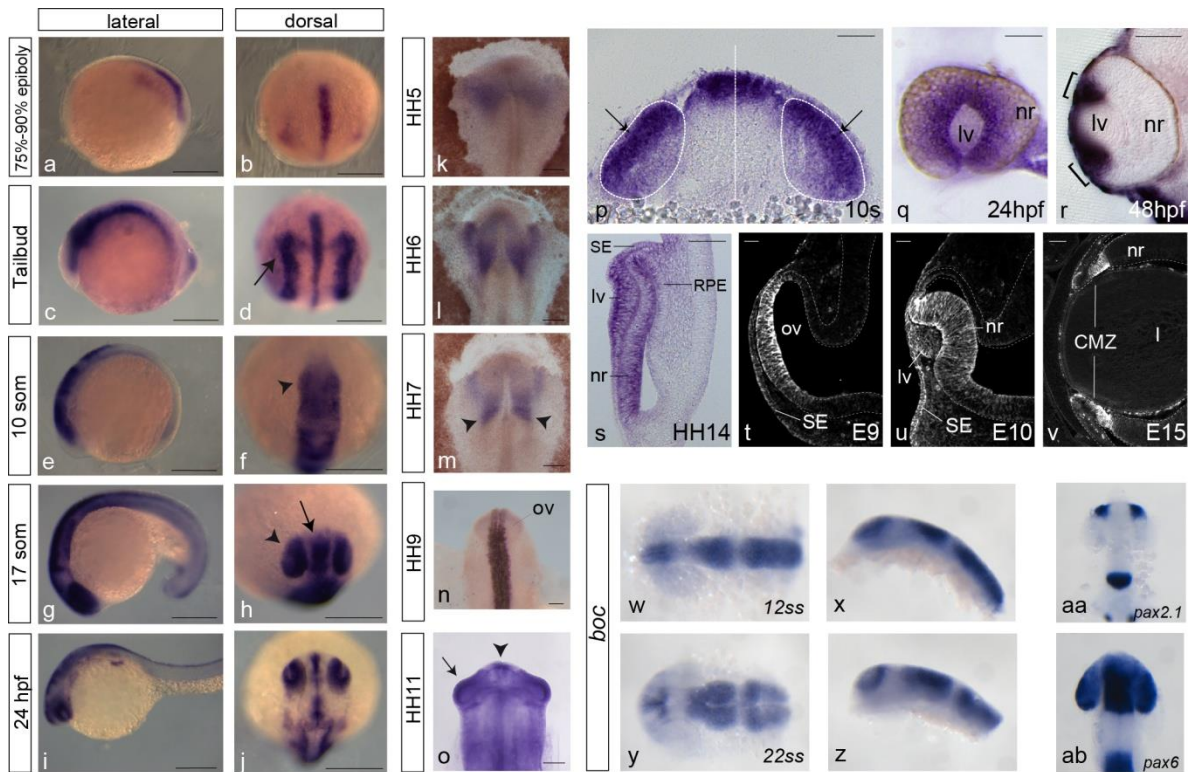 lateral
dorsal
75%-90% epiboly
a
b
Tailbud
c
d
10 som
e
f
17 som
g
h
24 hpf
i
j
HH5
k
HH6
l
HH7
m
HH9
ov
n
HH11
o
p
10s
lv
nr
q
24hpf
lv
nr
r
48hpf
SE
lv
RPE
nr
s
HH14
ov
SE
t
E9
nr
lv
SE
u
E10
nr
CMZ
l
v
E15
boc
w
12ss
x
y
22ss
z
aa
pax2.1
ab
pax6